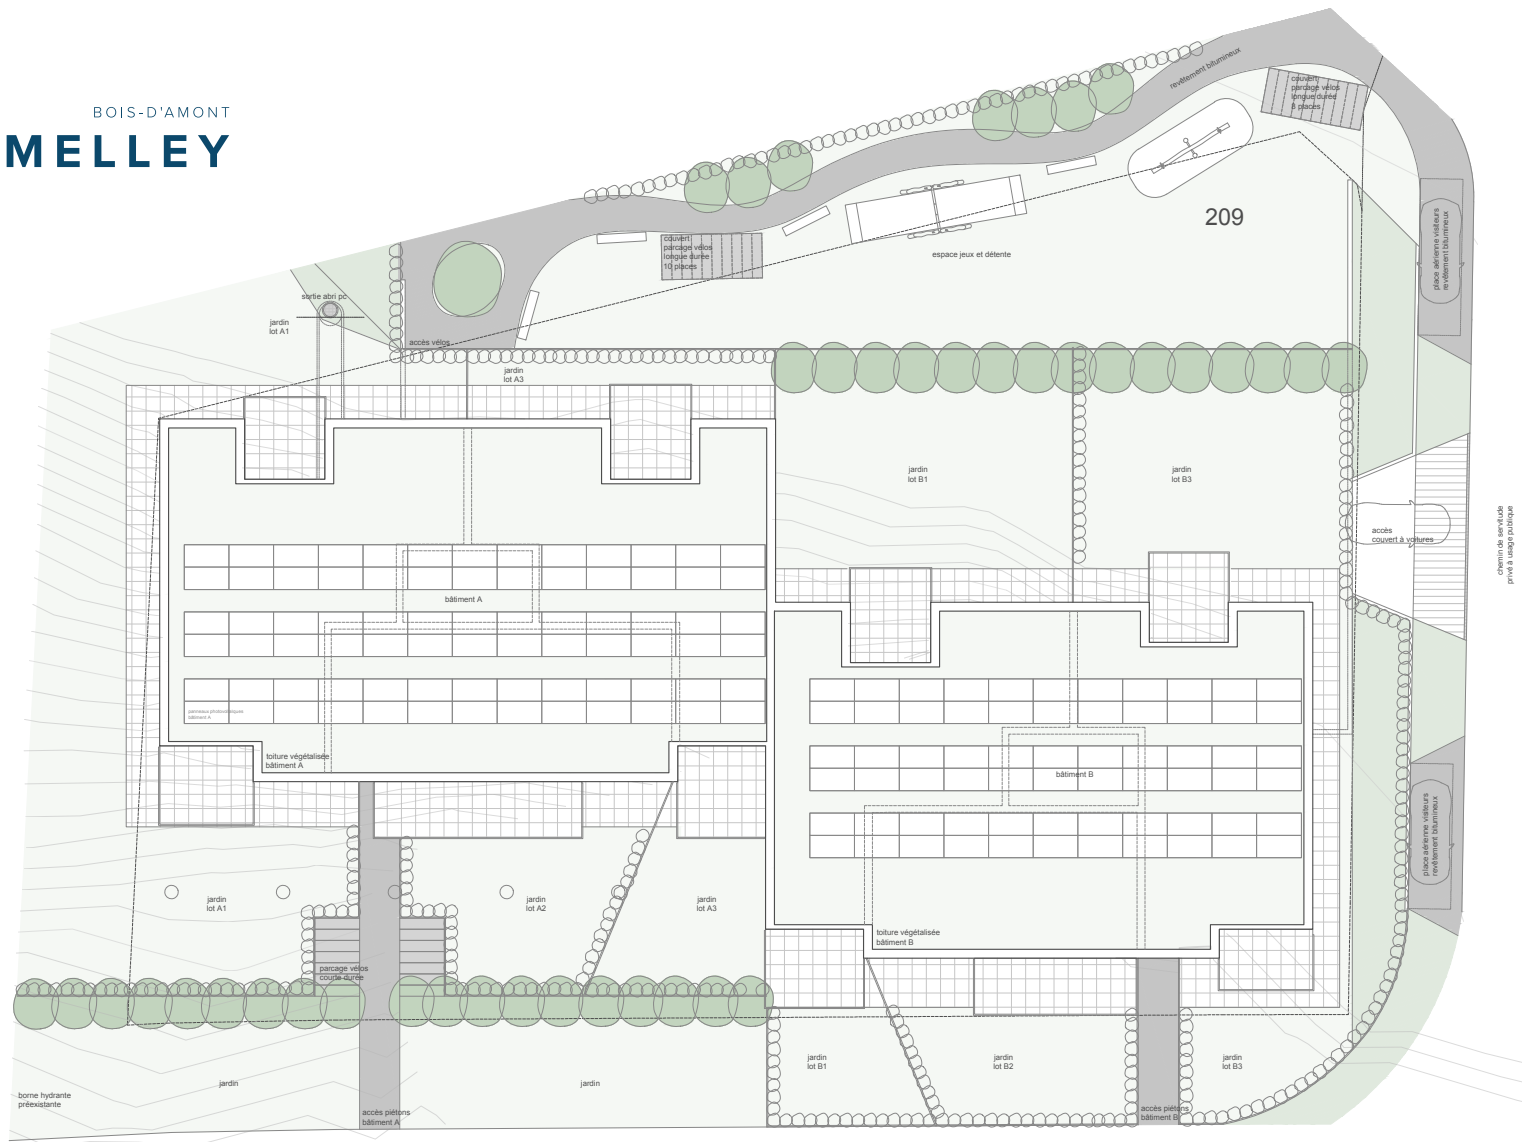 BOIS-D'AMONT
MELLEY
revêtement bitumineux
couvert
parcage vélos
longue durée
8 places
209
place aérienne visiteurs
revêtement bitumineux
couvert
parcage vélos
longue durée
10 places
espace jeux et détente
sortie abri pc
jardin
lot A1
accès vélos
jardin
lot A3
jardin
lot B1
jardin
lot B3
accès
couvert à voitures
chemin de servitude
privé à usage publique
bâtiment A
panneaux photovoltaïques
bâtiment A
toiture végétalisée
bâtiment A
bâtiment B
place aérienne visiteurs
revêtement bitumineux
jardin
lot A1
jardin
lot A2
jardin
lot A3
toiture végétalisée
bâtiment B
parcage vélos
courte durée
jardin
lot B1
jardin
lot B2
jardin
lot B3
jardin
jardin
borne hydrante
préexistante
accès piétons
bâtiment A
accès piétons
bâtiment B